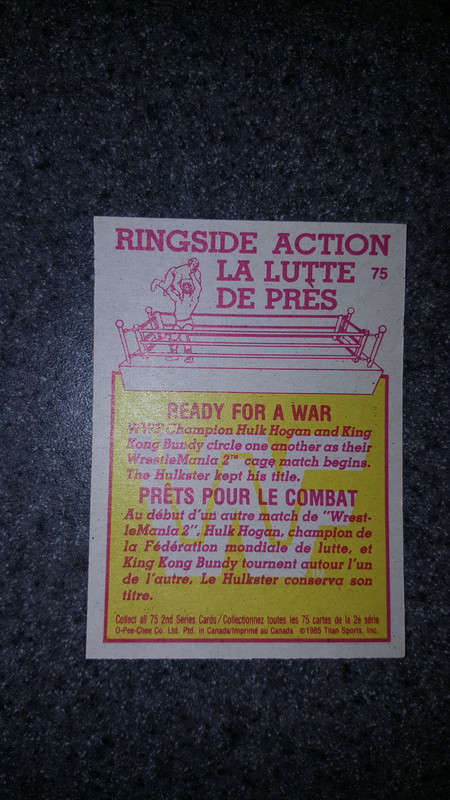 RINGSIDE ACTION
LA LUTTE 75
DE PRÈS
READY FOR A WAR
WWF Champion Hulk Hogan and King
Kong Bundy circle one another as their
WrestleMania 2™ cage match begins.
The Hulkster kept his title.
PRÊTS POUR LE COMBAT
Au début d'un autre match de "Wrest-
leMania 2", Hulk Hogan, champion de
la Fédération mondiale de lutte, et
King Kong Bundy tournent autour l'un
de l'autre. Le Hulkster conserva son
titre.
Collect all 75 2nd Series Cards/Collectionnez toutes les 75 cartes de la 2è série
O-Pee-Chee Co. Ltd. Ptd. in Canada/Imprimé au Canada ©1985 Titan Sports, Inc.